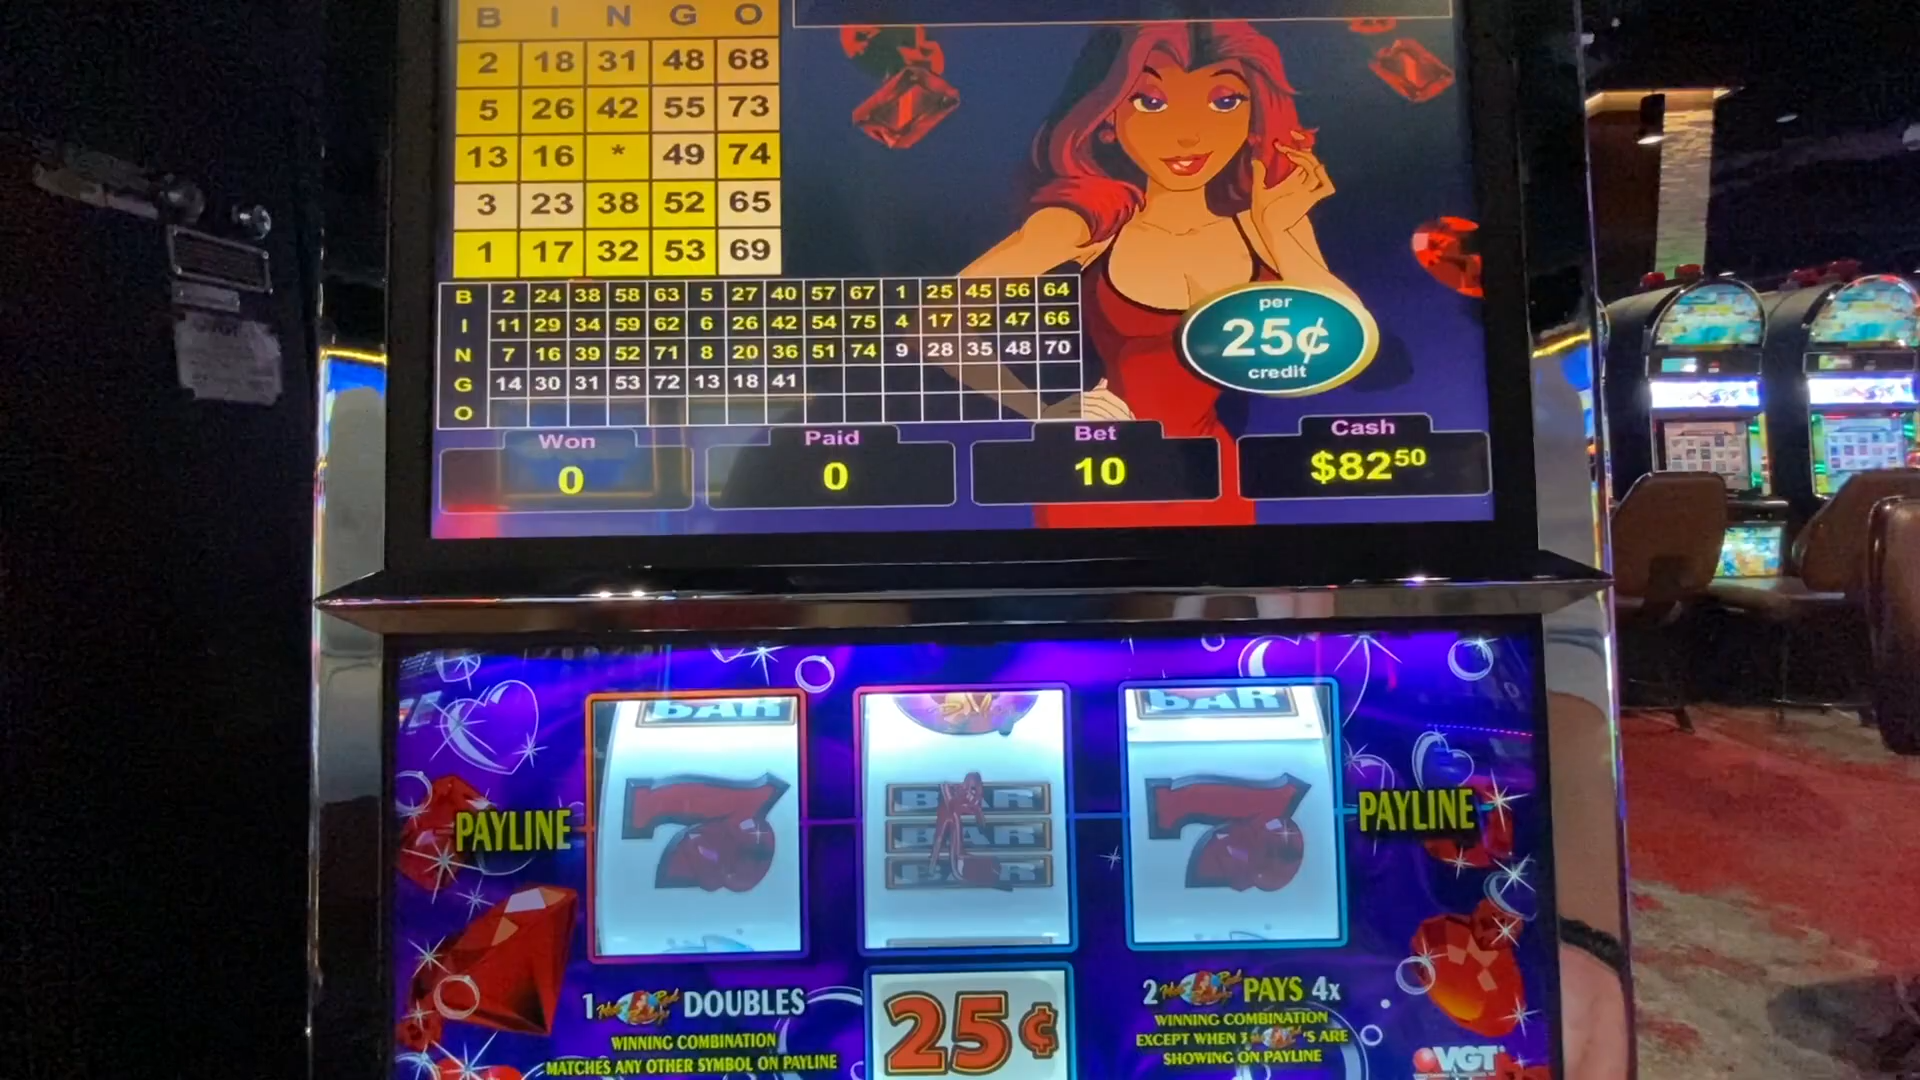 B I N G O
2 18 31 48 68
5 26 42 55 73
13 16 * 49 74
3 23 38 52 65
1 17 32 53 69
B 2 24 38 58 63 5 27 40 57 67 1 25 45 56 64
I 11 29 34 59 62 6 26 42 54 75 4 17 32 47 66
N 7 16 39 52 71 8 20 36 51 74 9 28 35 48 70
G 14 30 31 53 72 13 18 41
O
per
25¢
credit
Won Paid Bet Cash
0 0 10 $8250
BAR BAR
7 BAR 7
BAR
BAR
PAYLINE PAYLINE
1 DOUBLES
WINNING COMBINATION
MATCHES ANY OTHER SYMBOL ON PAYLINE
25¢
2 PAYS 4x
WINNING COMBINATION
EXCEPT WHEN 3 'S ARE
SHOWING ON PAYLINE
VGT